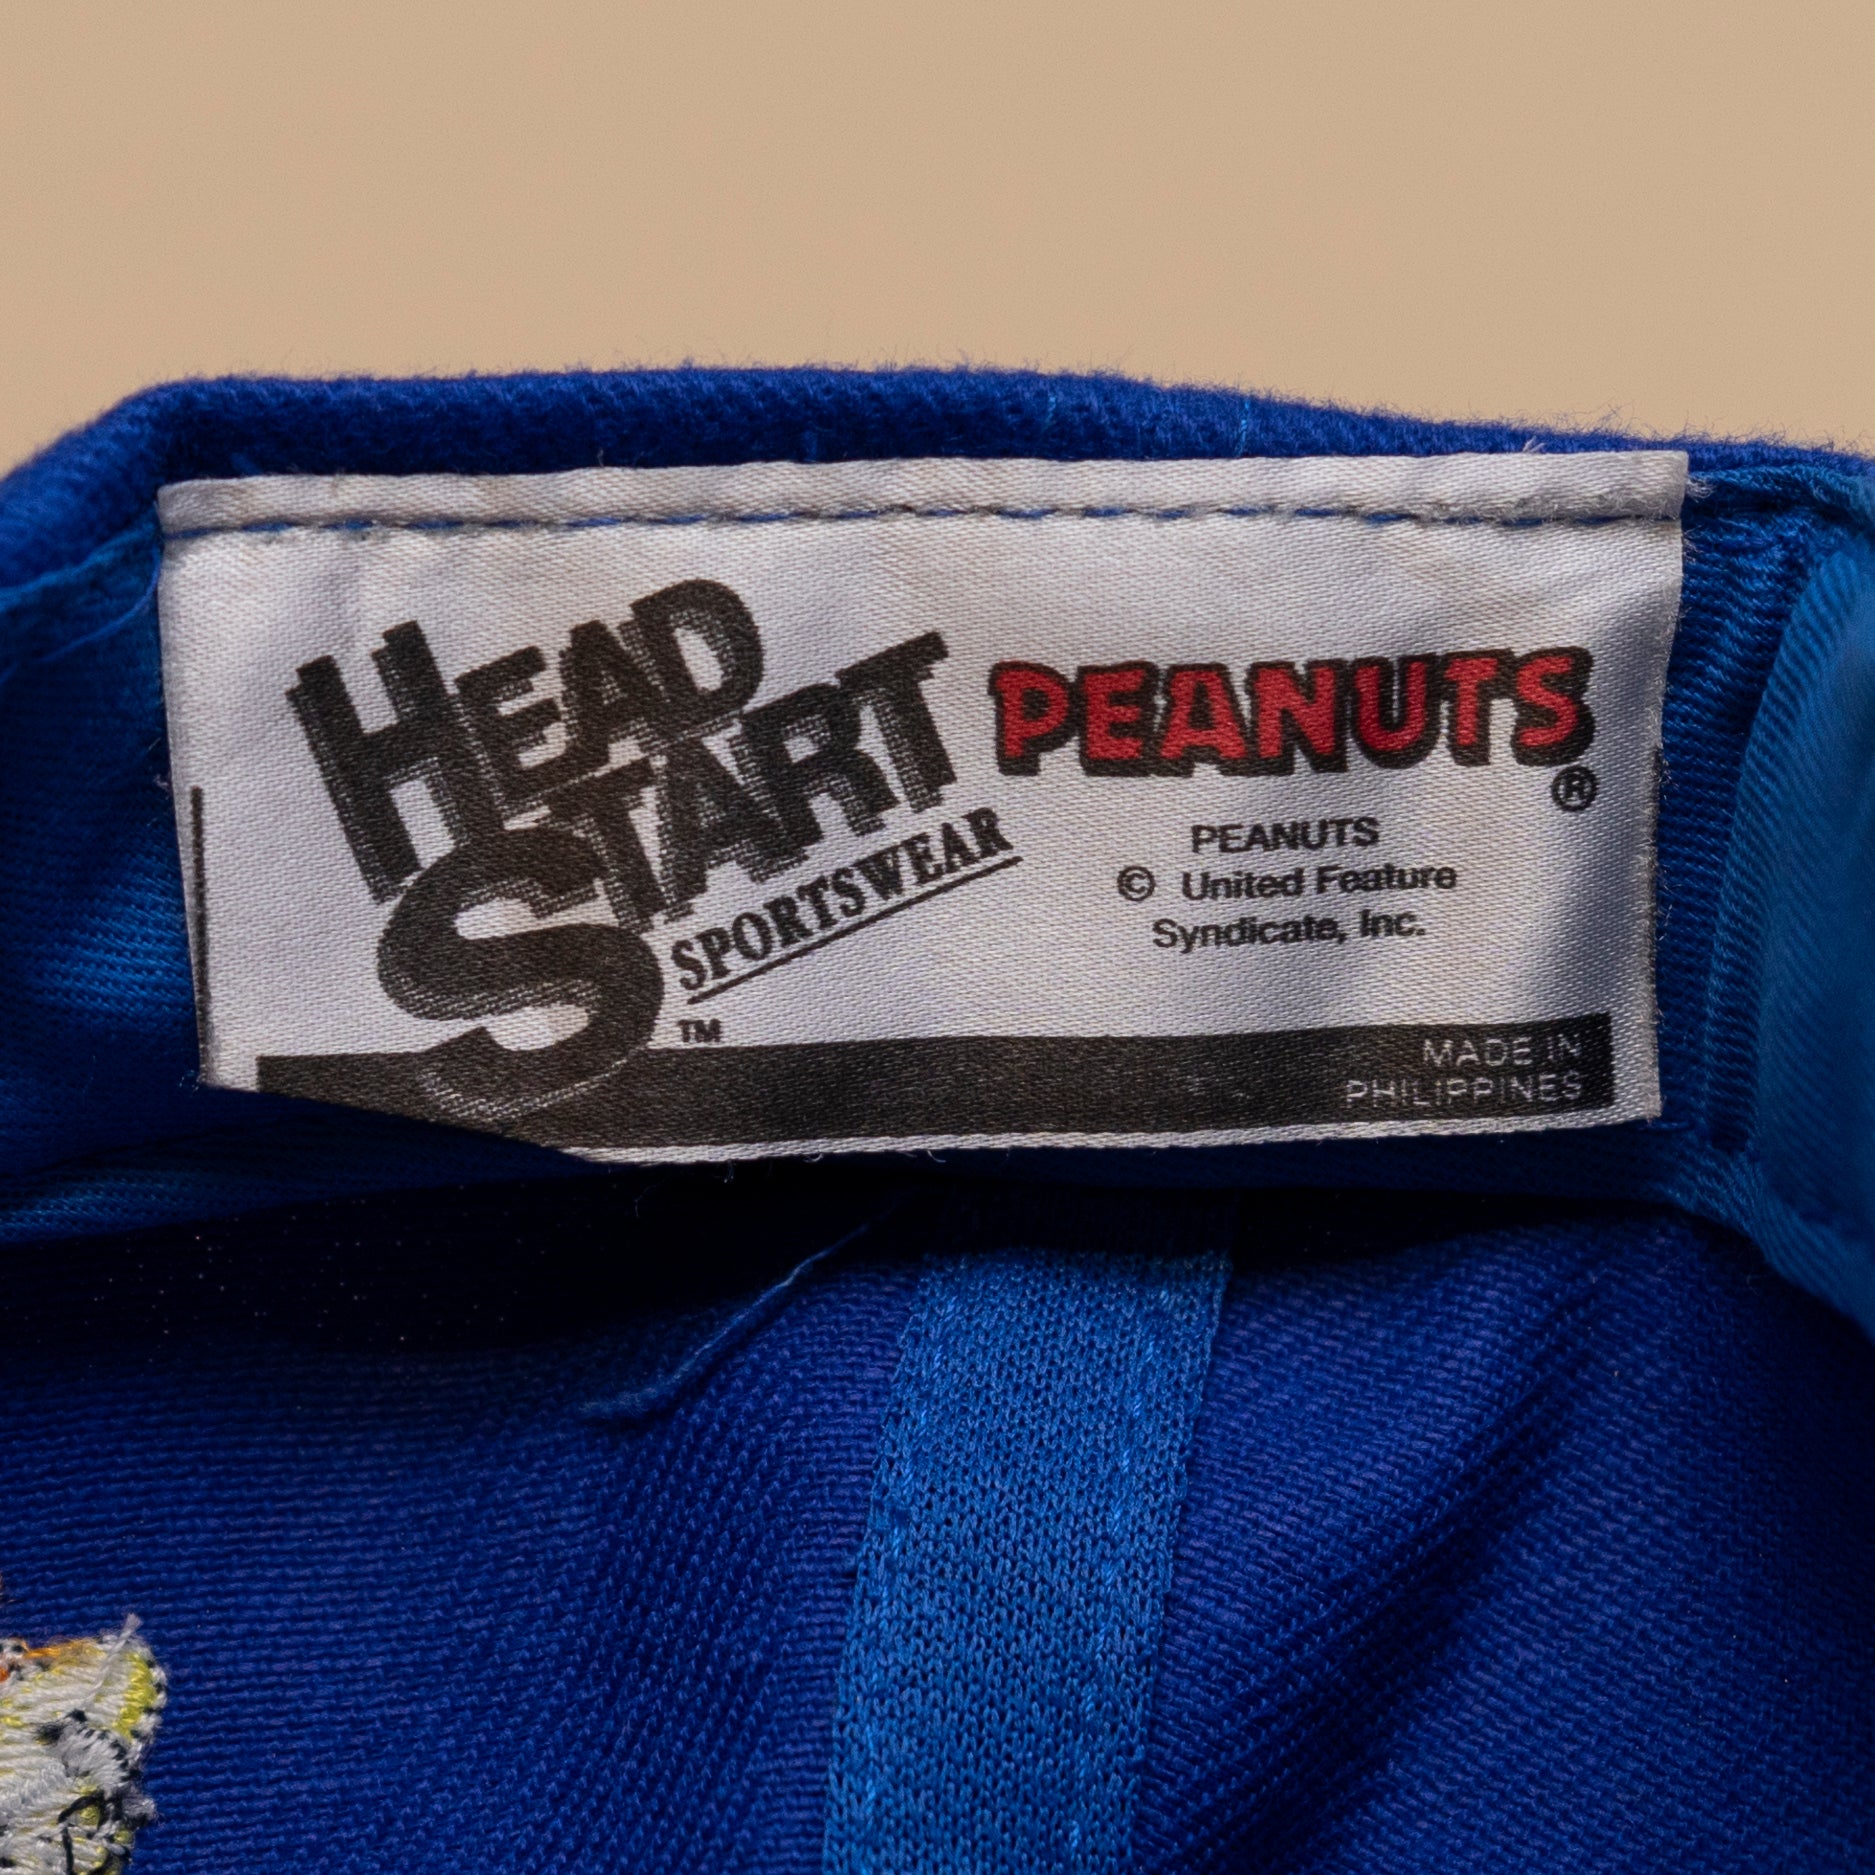 HEAD
START
SPORTSWEAR
™
PEANUTS
®
PEANUTS
© United Feature
Syndicate, Inc.
MADE IN
PHILIPPINES